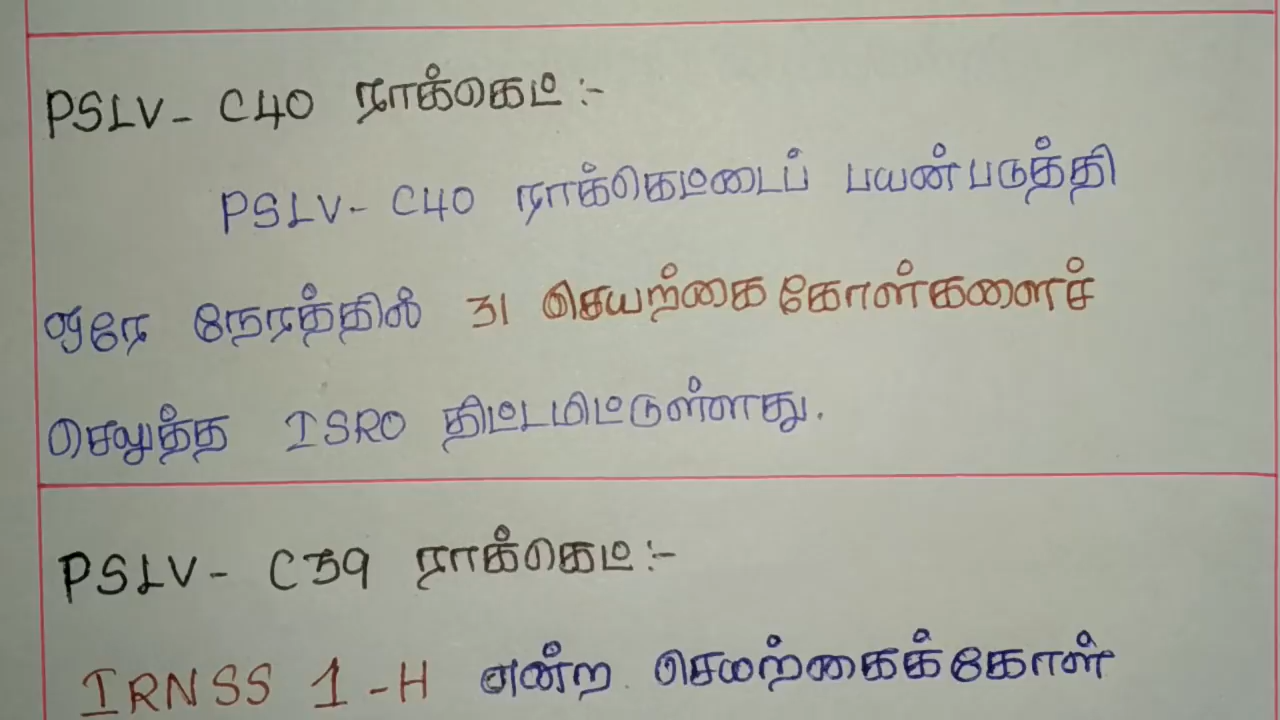 PSLV- C40 ராக்கெட் :-
PSLV- C40 ராக்கெட்டைப் பயன்படுத்தி
ஒரே நேரத்தில் 31 செயற்கைகோள்களைச்
செலுத்த ISRO திட்டமிட்டுள்ளது.
PSLV- C39 ராக்கெட் :-
IRNSS 1-H என்ற செயற்கைக்கோள்